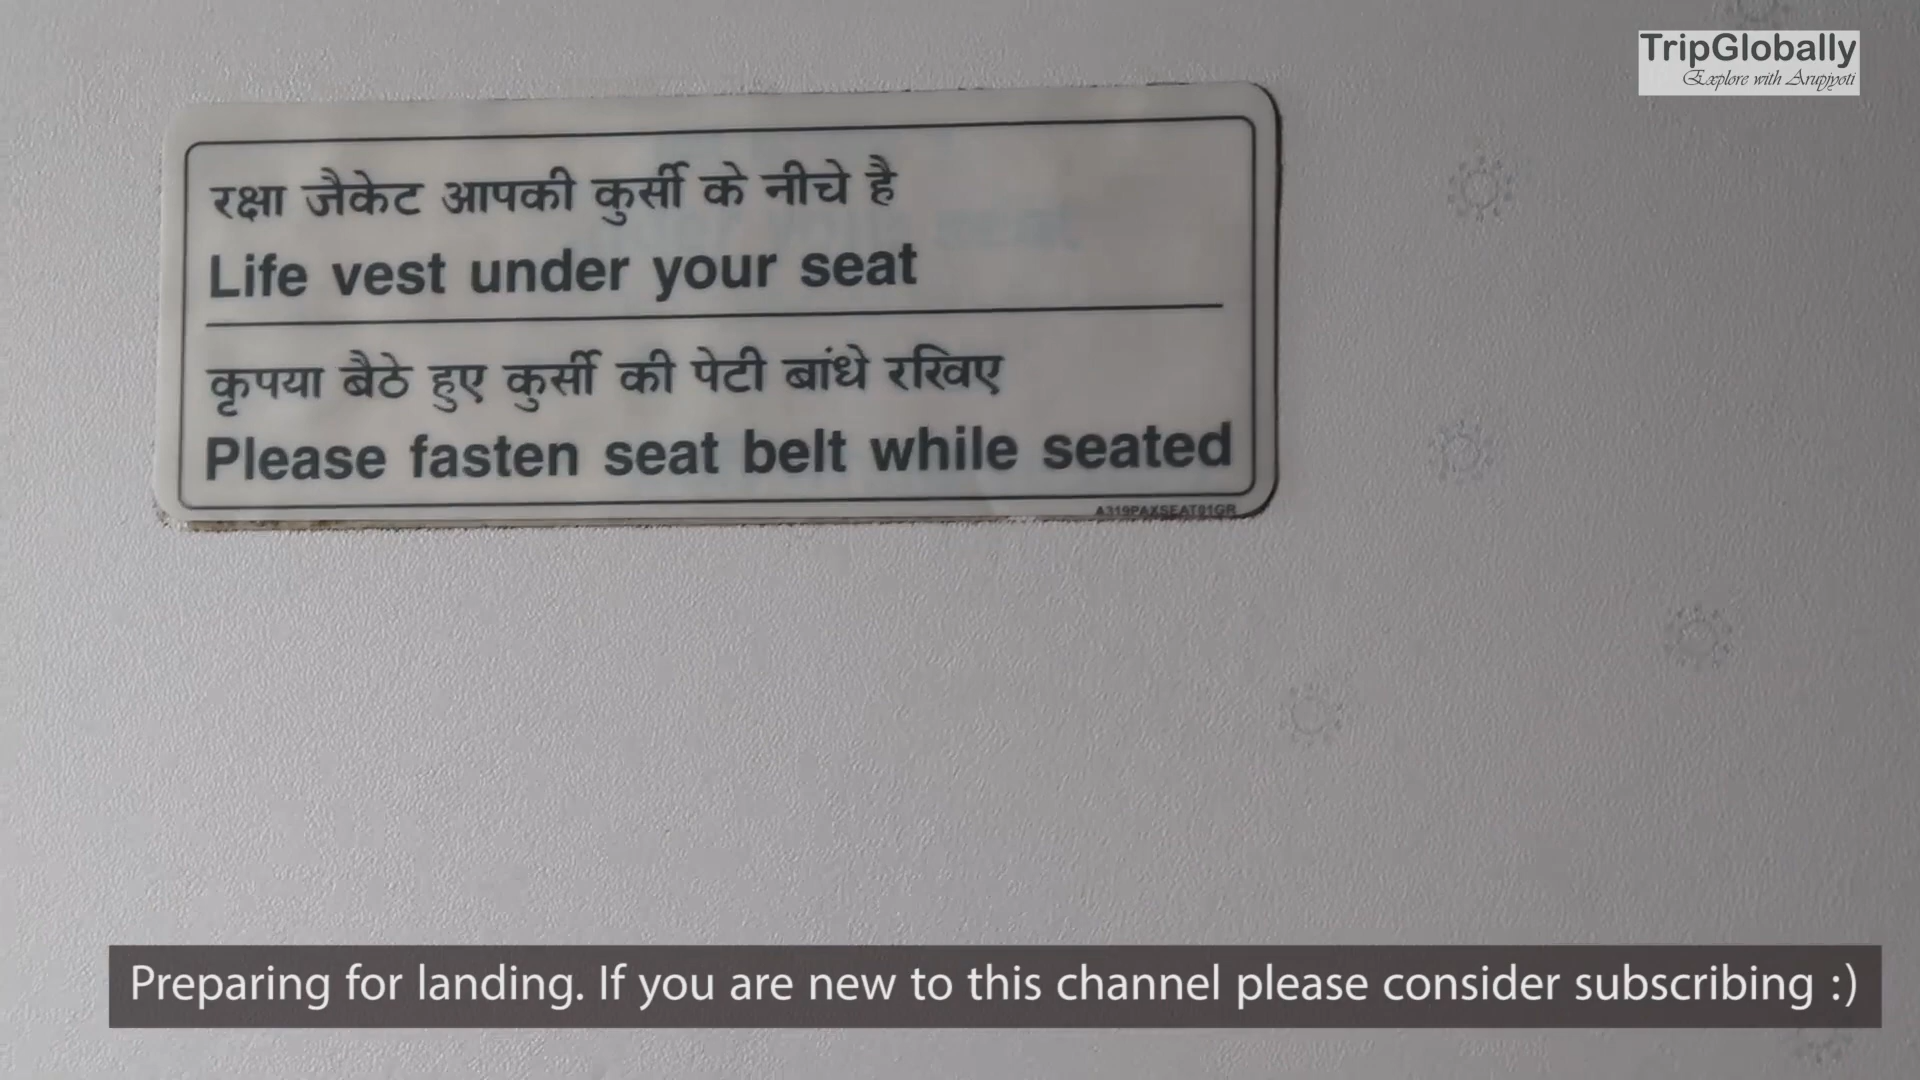 TripGlobally
Explore with Arupjyoti
रक्षा जैकेट आपकी कुर्सी के नीचे है
Life vest under your seat
कृपया बैठे हुए कुर्सी की पेटी बांधे रखिए
Please fasten seat belt while seated
A319PAXSEAT01GR
Preparing for landing. If you are new to this channel please consider subscribing :)